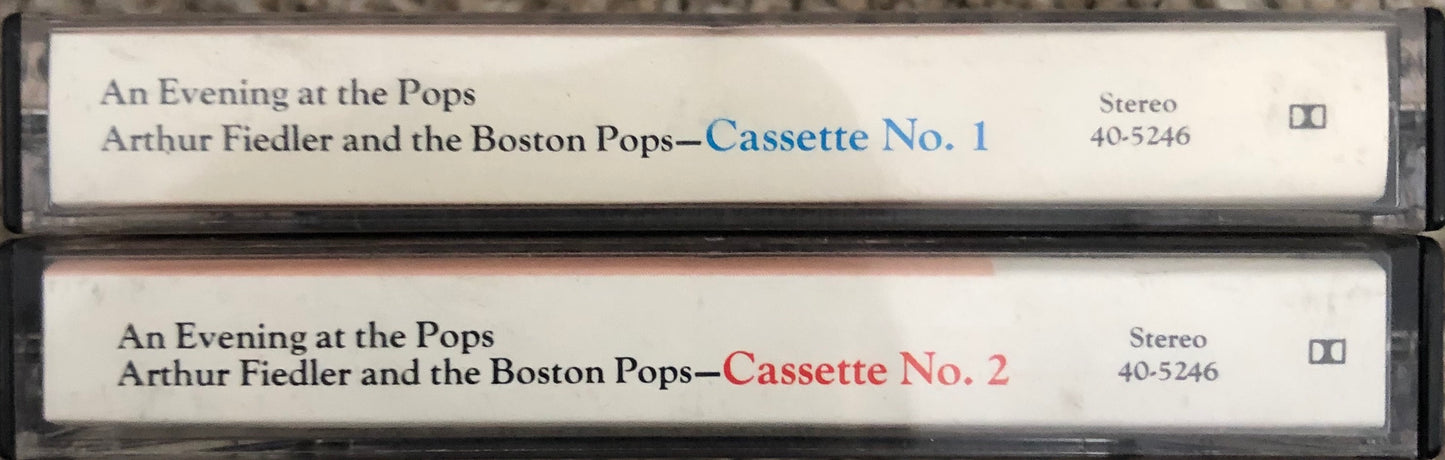 An Evening at the Pops
Arthur Fiedler and the Boston Pops—Cassette No. 1
Stereo
40-5246
An Evening at the Pops
Arthur Fiedler and the Boston Pops—Cassette No. 2
Stereo
40-5246